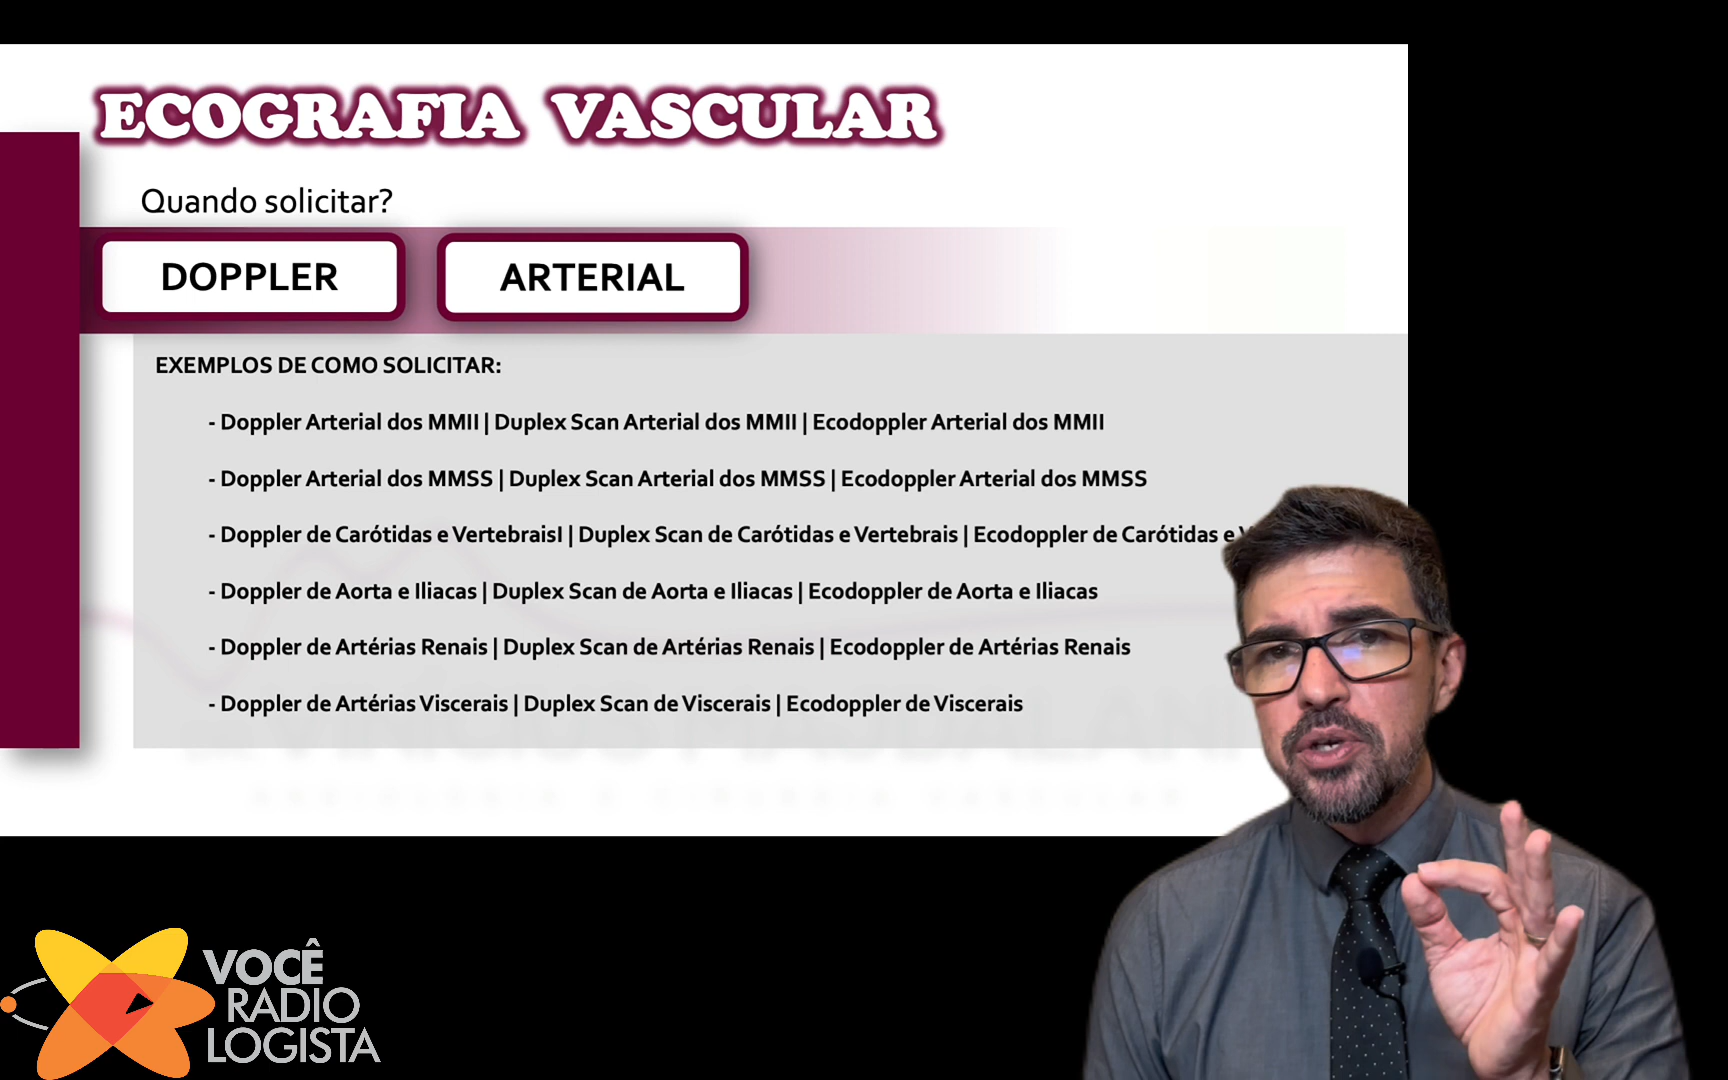 ECOGRAFIA VASCULAR
Quando solicitar?
DOPPLER
ARTERIAL
EXEMPLOS DE COMO SOLICITAR:
- Doppler Arterial dos MMII | Duplex Scan Arterial dos MMII | Ecodoppler Arterial dos MMII
- Doppler Arterial dos MMSS | Duplex Scan Arterial dos MMSS | Ecodoppler Arterial dos MMSS
- Doppler de Carótidas e VertebraisI | Duplex Scan de Carótidas e Vertebrais | Ecodoppler de Carótidas e
- Doppler de Aorta e Iliacas | Duplex Scan de Aorta e Iliacas | Ecodoppler de Aorta e Iliacas
- Doppler de Artérias Renais | Duplex Scan de Artérias Renais | Ecodoppler de Artérias Renais
- Doppler de Artérias Viscerais | Duplex Scan de Viscerais | Ecodoppler de Viscerais
VOCÊ
RADIO
LOGISTA